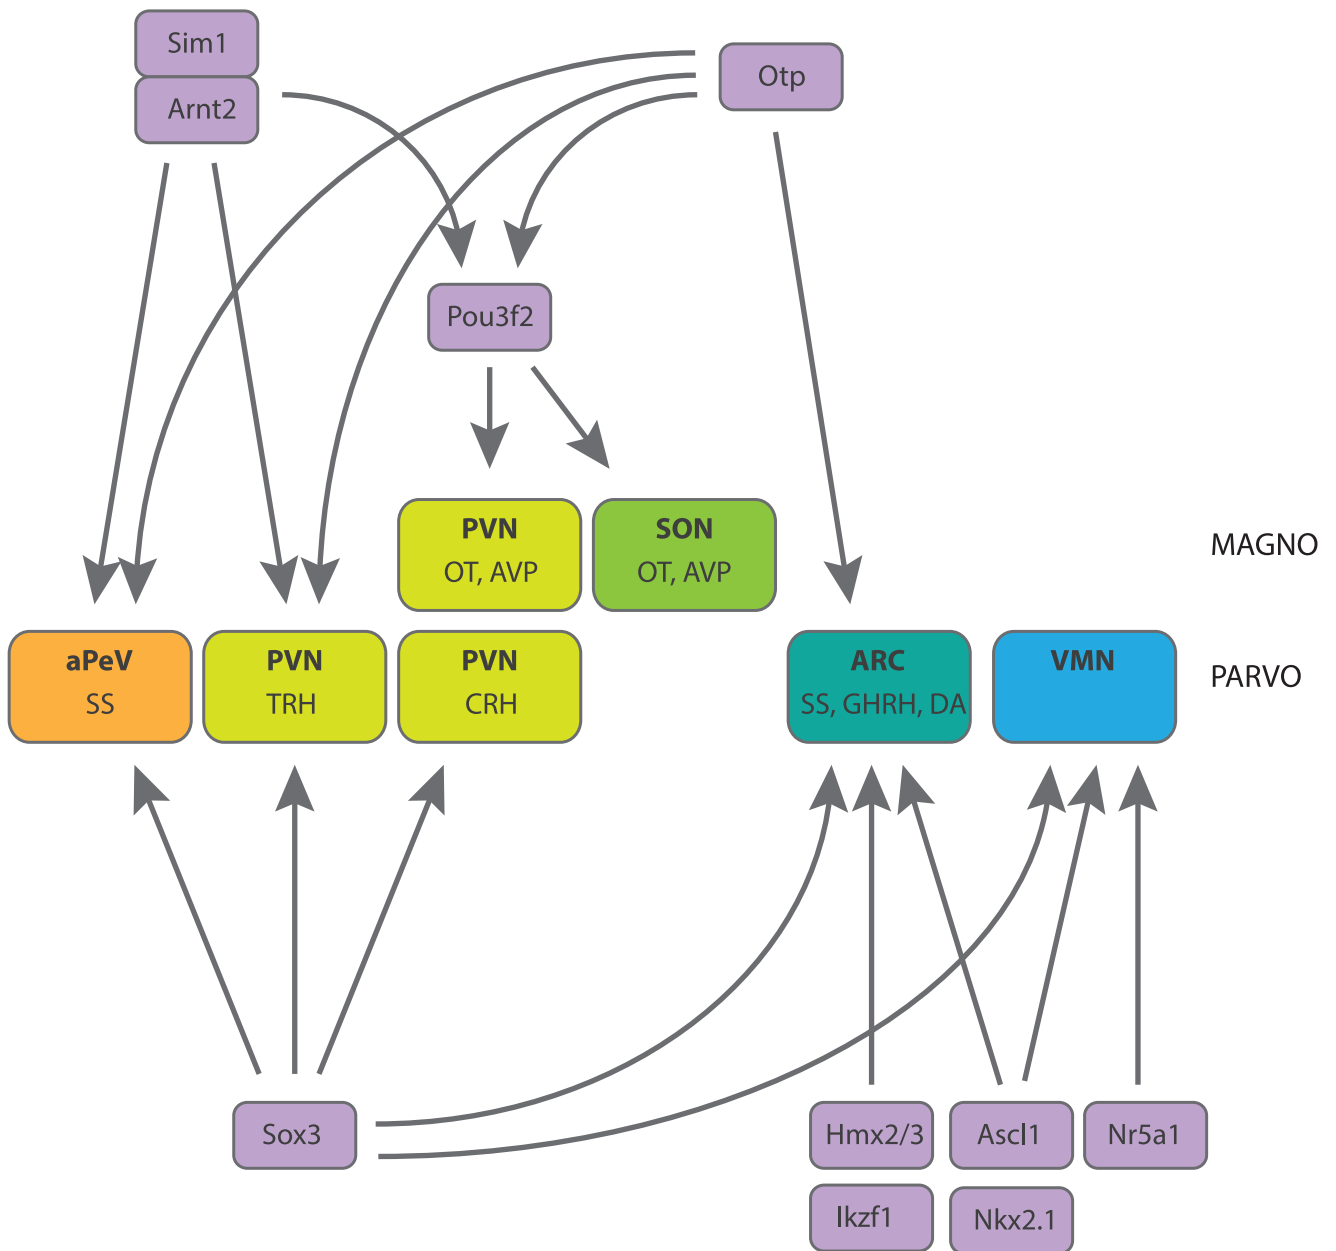 Sim1
Arnt2
Otp
Pou3f2
PVN
OT, AVP
SON
OT, AVP
MAGNO
aPeV
SS
PVN
TRH
PVN
CRH
ARC
SS, GHRH, DA
VMN
PARVO
Sox3
Hmx2/3
Ascl1
Nr5a1
Ikzf1
Nkx2.1